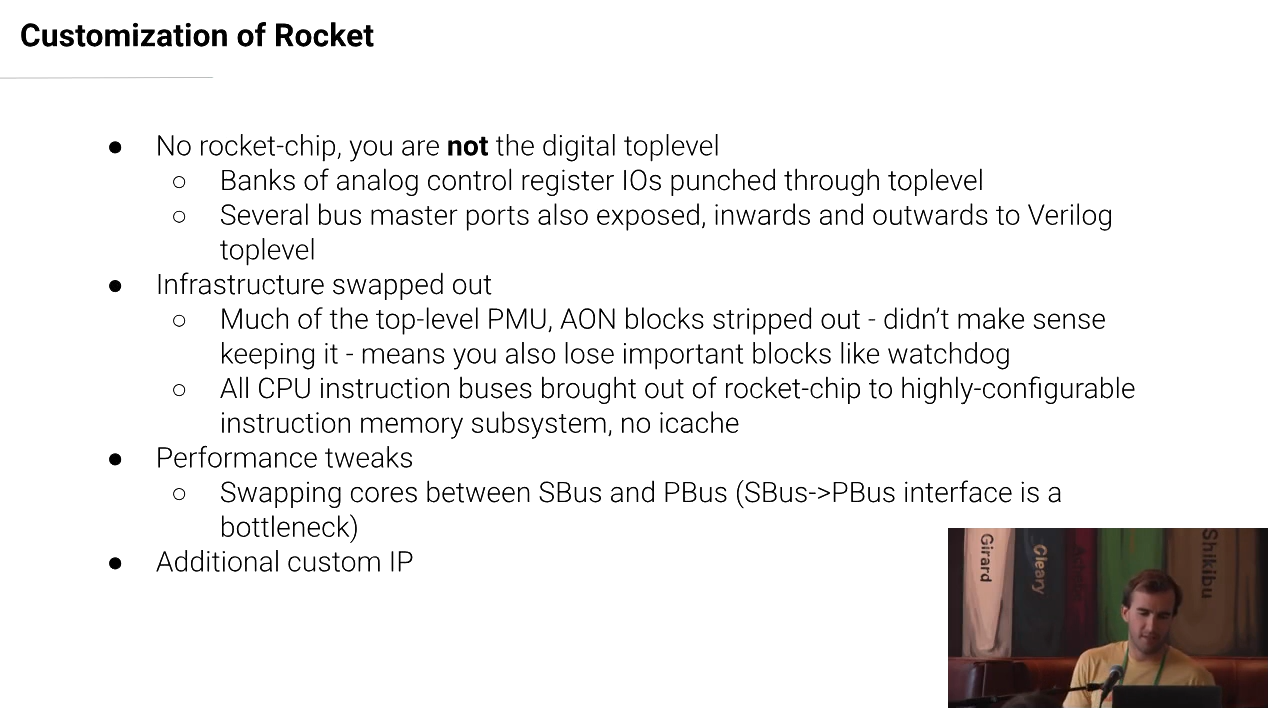 Customization of Rocket
● No rocket-chip, you are not the digital toplevel
○ Banks of analog control register IOs punched through toplevel
○ Several bus master ports also exposed, inwards and outwards to Verilog
toplevel
● Infrastructure swapped out
○ Much of the top-level PMU, AON blocks stripped out - didn’t make sense
keeping it - means you also lose important blocks like watchdog
○ All CPU instruction buses brought out of rocket-chip to highly-configurable
instruction memory subsystem, no icache
● Performance tweaks
○ Swapping cores between SBus and PBus (SBus->PBus interface is a
bottleneck)
● Additional custom IP
Girard
Cleary
Shikibu